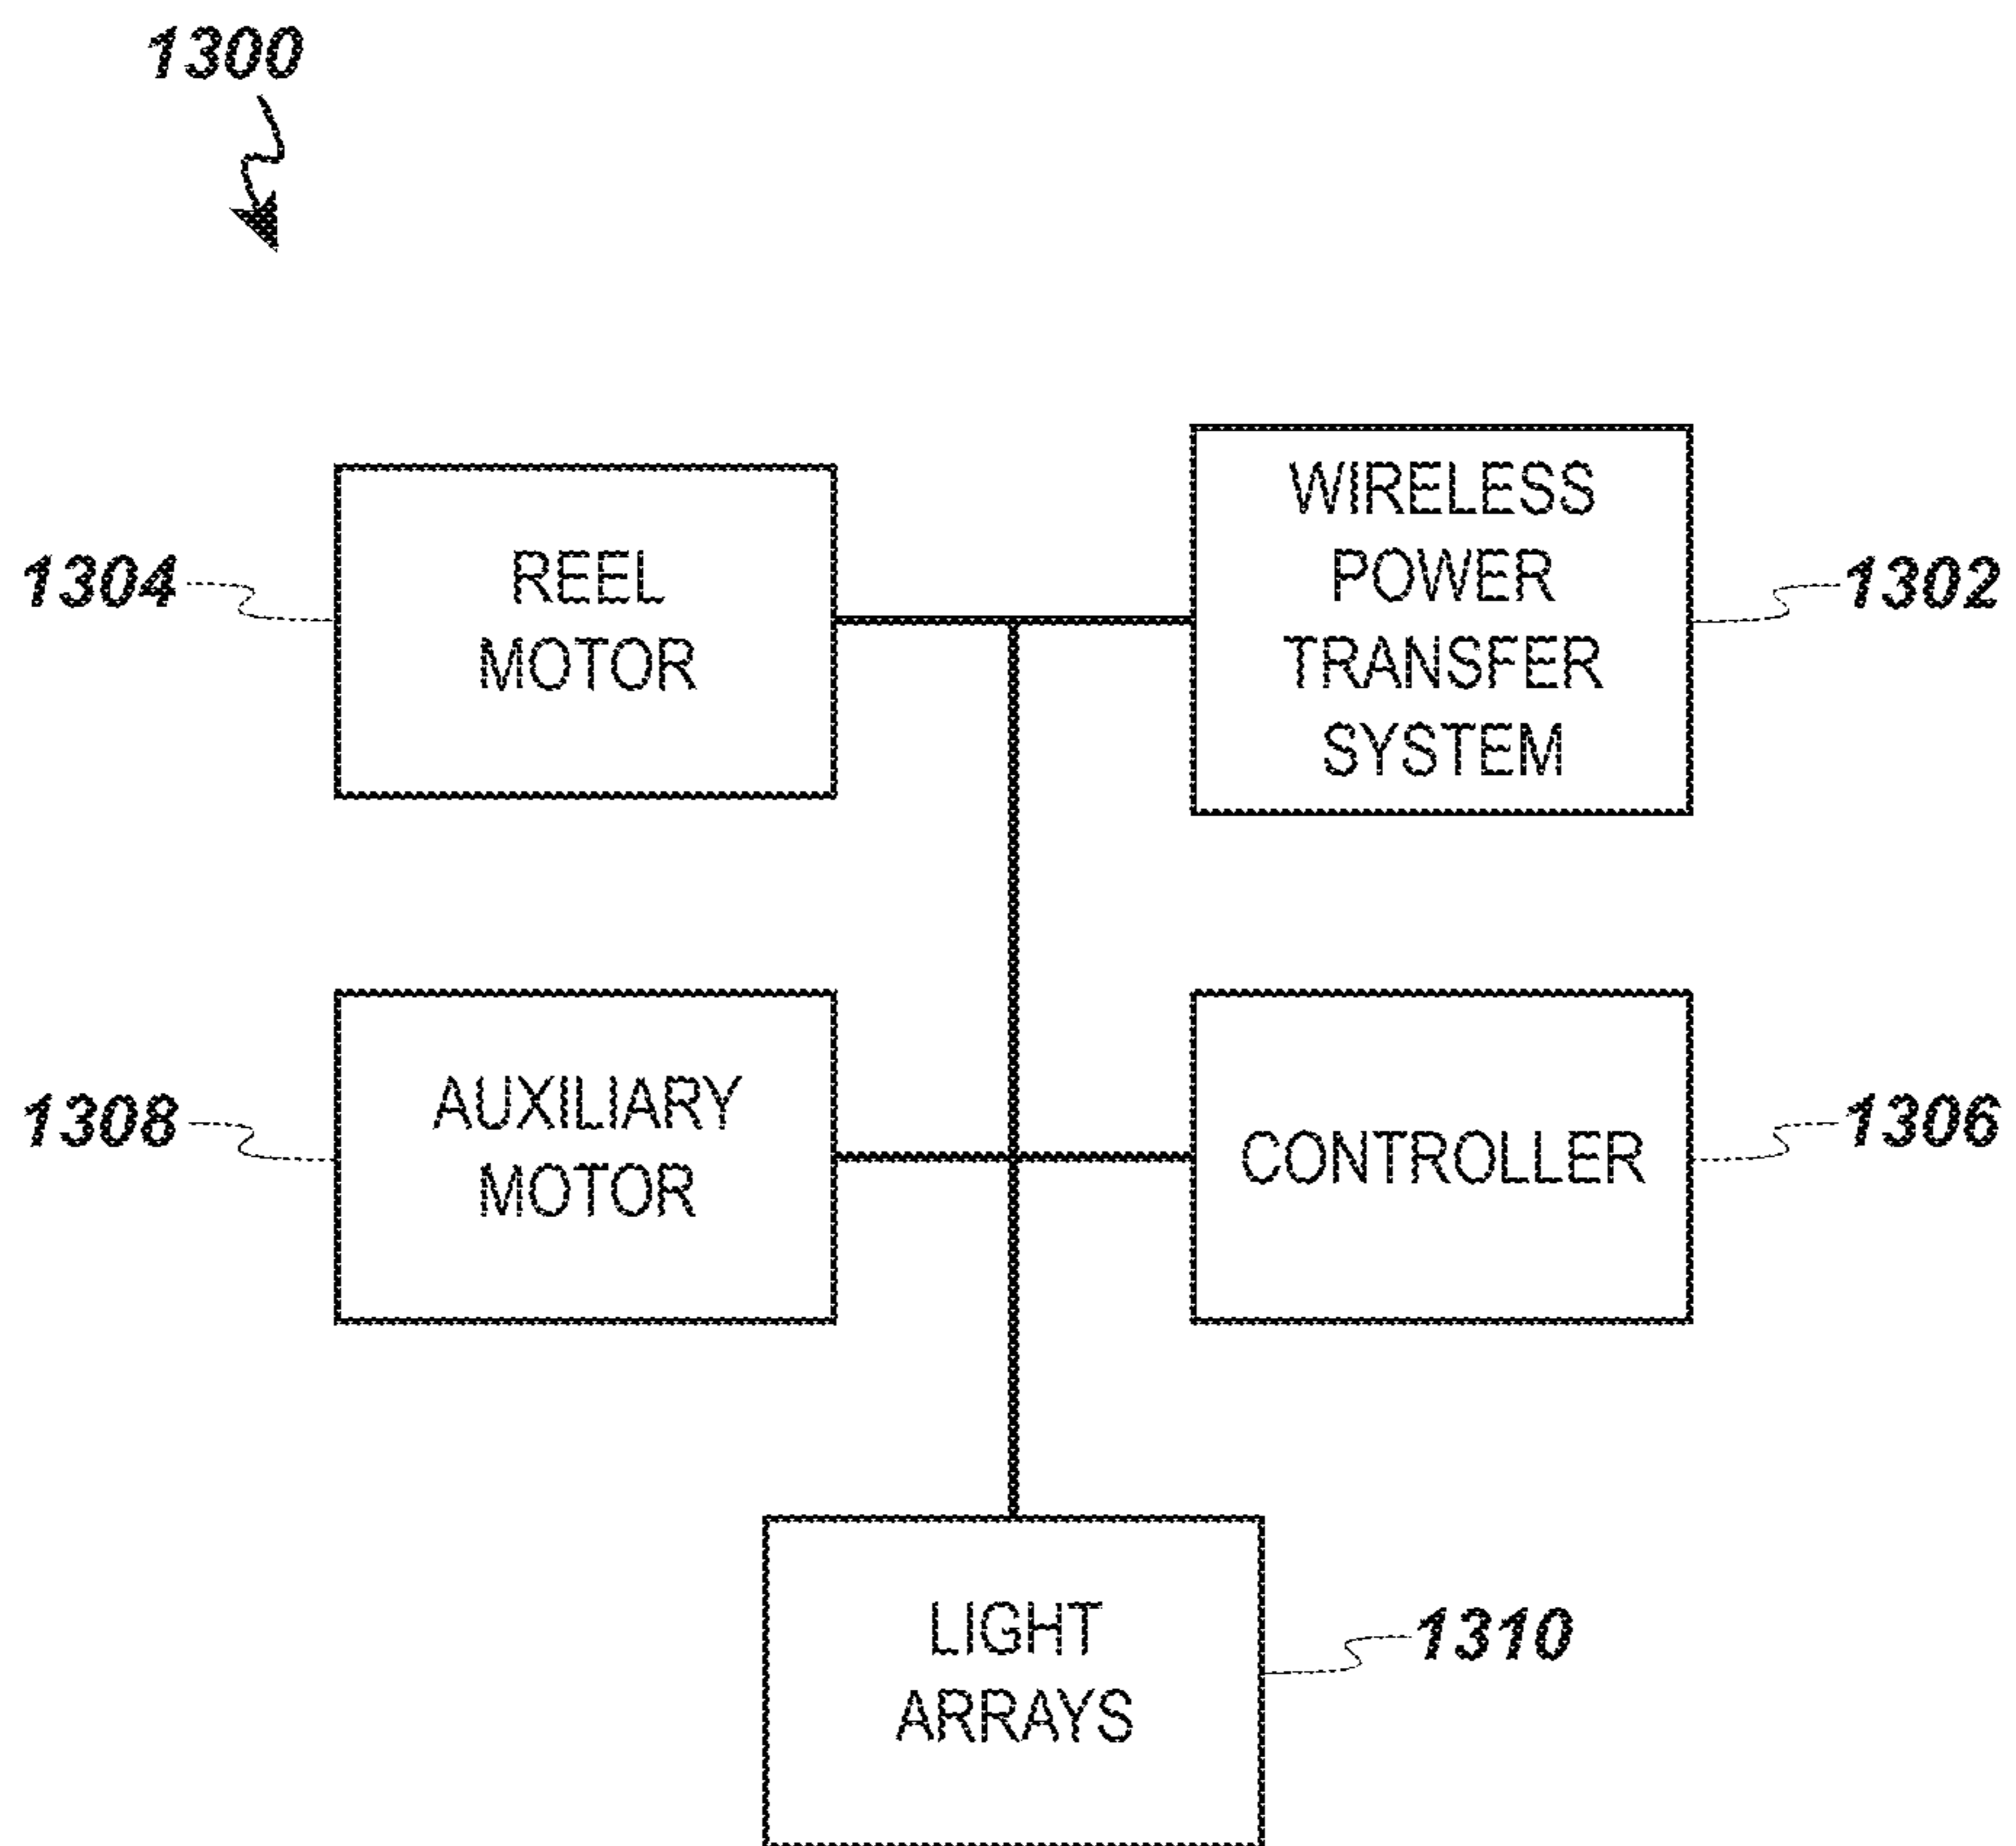 1300
1304
REEL
MOTOR
WIRELESS
POWER
TRANSFER
SYSTEM
1302
1308
AUXILIARY
MOTOR
CONTROLLER
1306
LIGHT
ARRAYS
1310